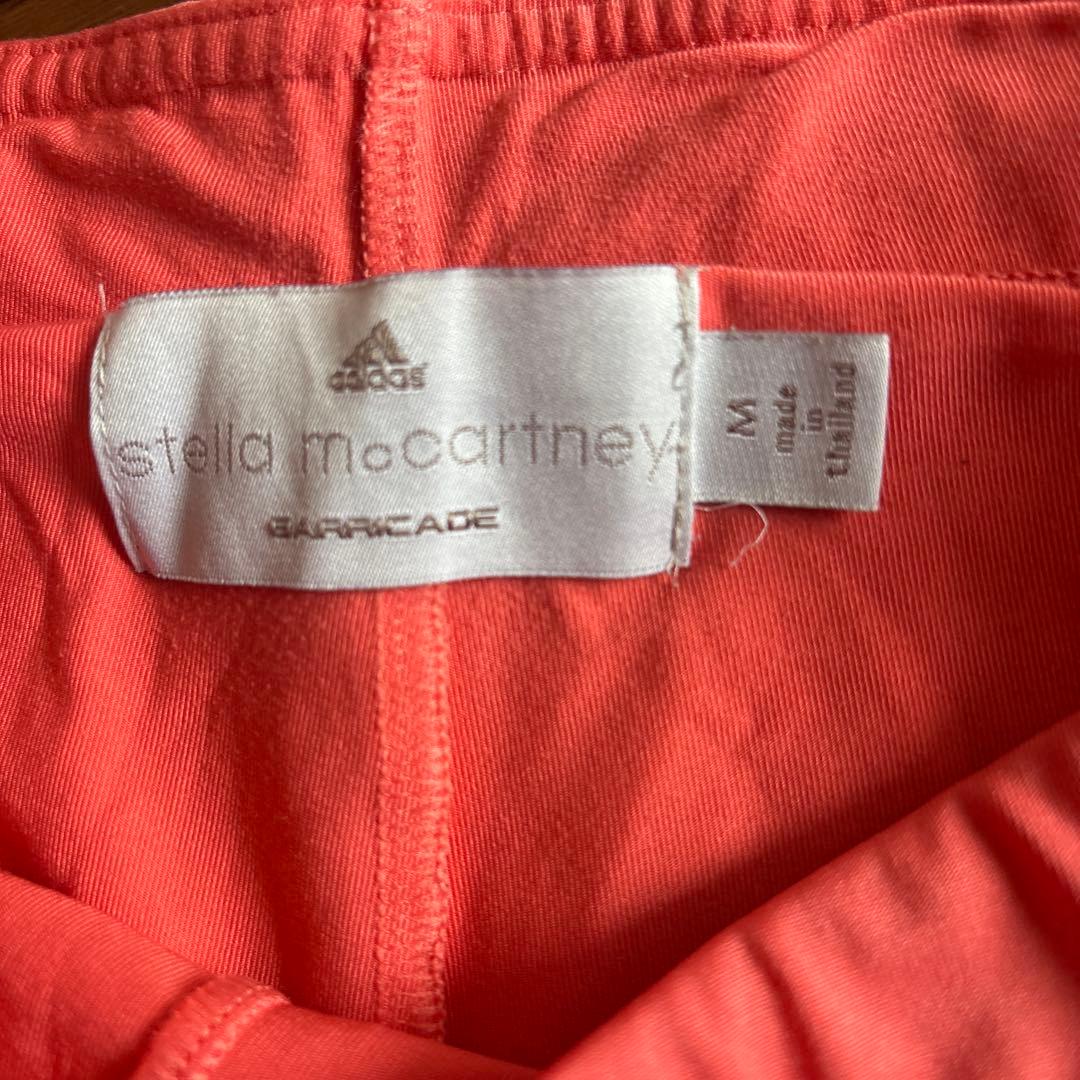 adidas
stella mccartney
BARRICADE
M
made
in
thailand